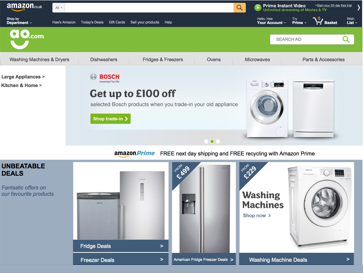 amazon.co.uk
All
Prime Instant Video
Unlimited streaming of Movies & TV
Shop by
Department
Ham's Amazon Today's Deals Gift Cards Sell your products Help
Hello,
Your Account
Try
Prime
0
Basket
Wish
List
ao.com
SEARCH AO
Washing Machines & Dryers Dishwashers Fridges & Freezers Ovens Microwaves Parts & Accessories
Large Appliances >
Kitchen & Home >
BOSCH
Get up to £100 off
selected Bosch products when you trade-in your old appliance
Shop trade-in >
amazonPrime FREE next day shipping and FREE recycling with Amazon Prime
UNBEATABLE
DEALS
Fantastic offers on
our favourite products
Fridge Deals >
Freezer Deals >
£499
American Fridge Freezer Deals >
£229
Washing
Machines
Shop now >
Washing Machine Deals >